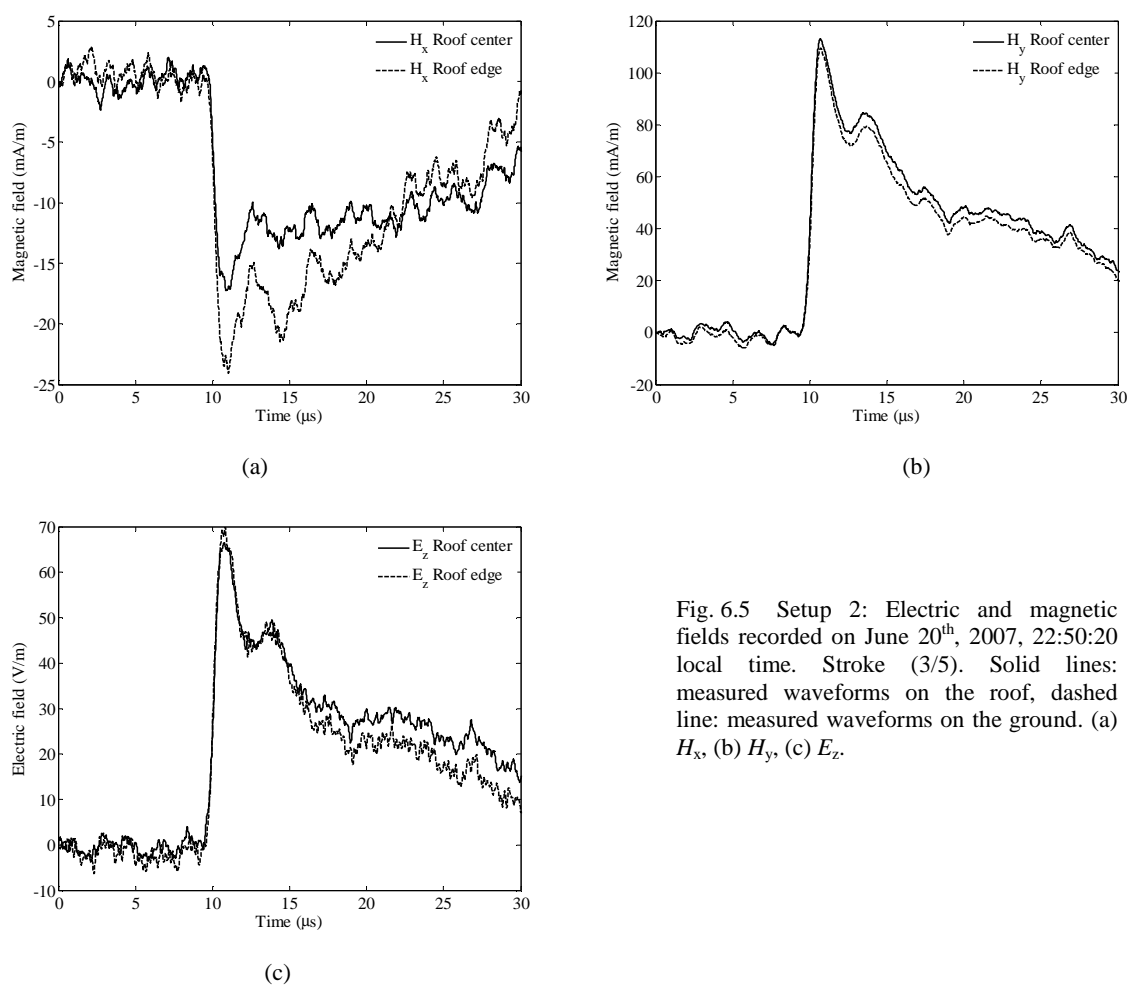 5
0
-5
-10
-15
-20
-25
Magnetic field (mA/m)
H_x Roof center
H_x Roof edge
0 5 10 15 20 25 30
Time (μs)
(a)
120
100
80
60
40
20
0
-20
Magnetic field (mA/m)
H_y Roof center
H_y Roof edge
0 5 10 15 20 25 30
Time (μs)
(b)
70
60
50
40
30
20
10
0
-10
Electric field (V/m)
E_z Roof center
E_z Roof edge
0 5 10 15 20 25 30
Time (μs)
(c)
Fig. 6.5 Setup 2: Electric and magnetic
fields recorded on June 20th, 2007, 22:50:20
local time. Stroke (3/5). Solid lines:
measured waveforms on the roof, dashed
line: measured waveforms on the ground. (a)
Hx, (b) Hy, (c) Ez.